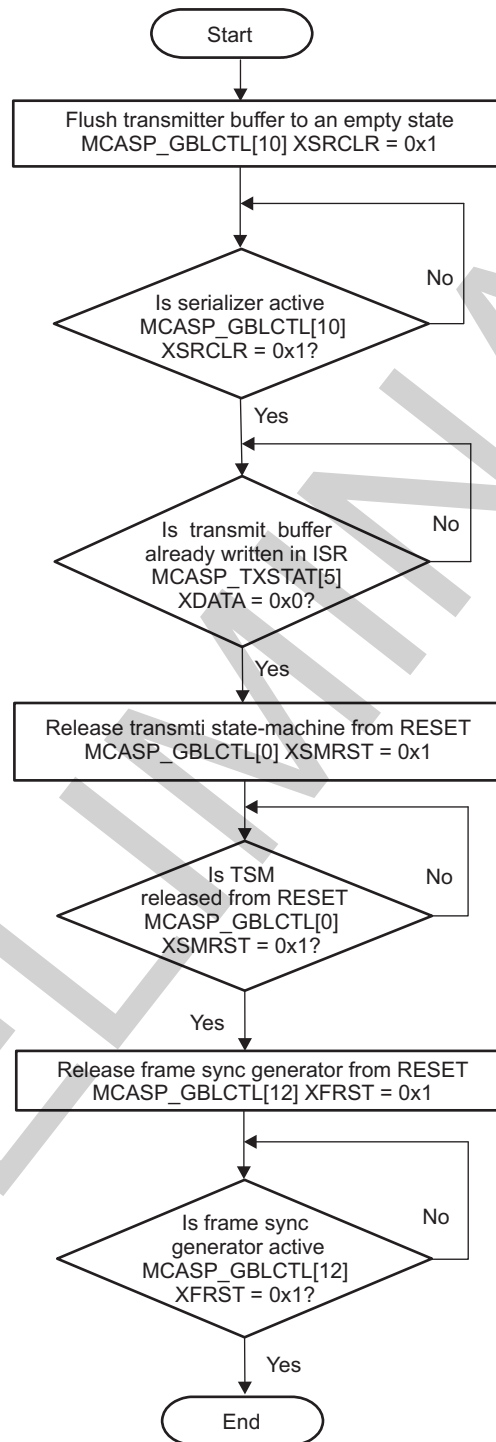 Start
Flush transmitter buffer to an empty state
MCASP_GBLCTL[10] XSRCLR = 0x1
No
Is serializer active
MCASP_GBLCTL[10]
XSRCLR = 0x1?
Yes
No
Is transmit buffer
already written in ISR
MCASP_TXSTAT[5]
XDATA = 0x0?
Yes
Release transmti state-machine from RESET
MCASP_GBLCTL[0] XSMRST = 0x1
No
Is TSM
released from RESET
MCASP_GBLCTL[0]
XSMRST = 0x1?
Yes
Release frame sync generator from RESET
MCASP_GBLCTL[12] XFRST = 0x1
No
Is frame sync
generator active
MCASP_GBLCTL[12]
XFRST = 0x1?
Yes
End